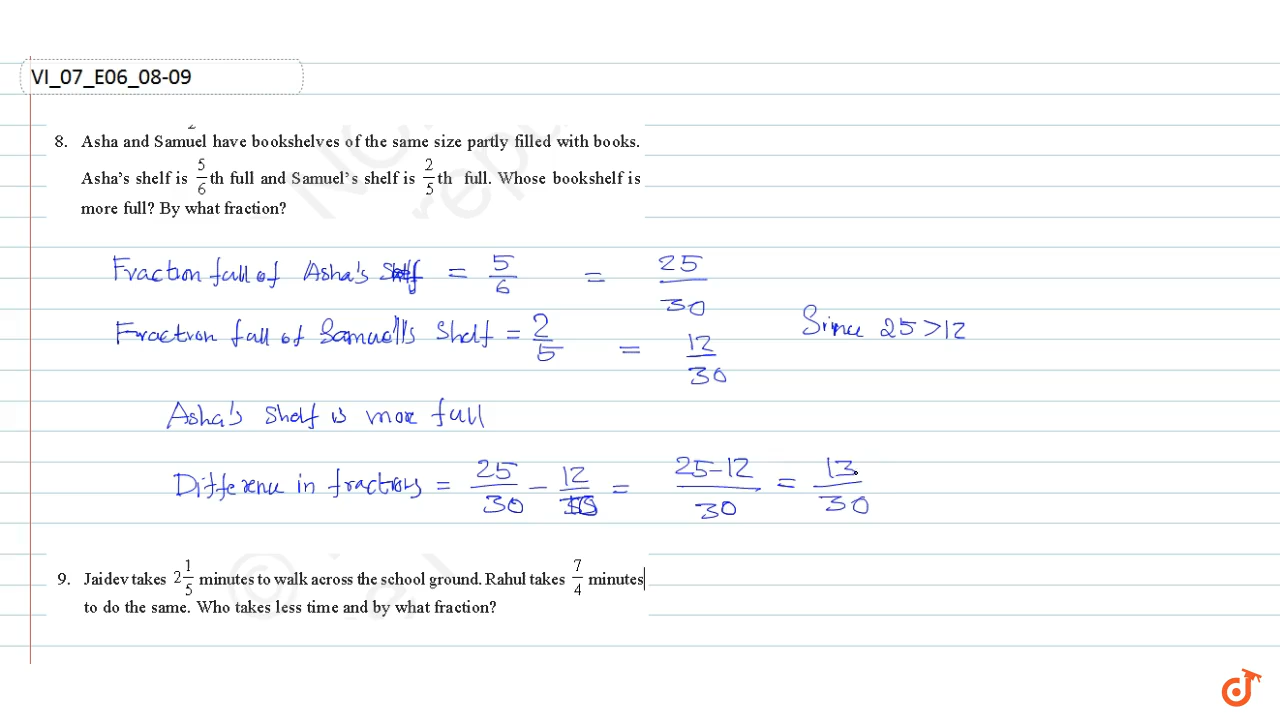 VI_07_E06_08-09
8. Asha and Samuel have bookshelves of the same size partly filled with books.
Asha's shelf is 5/6 th full and Samuel's shelf is 2/5 th full. Whose bookshelf is
more full? By what fraction?
Fraction full of Asha's Shelf = 5/6 = 25/30
Fraction full of Samuel's Shelf = 2/5 = 12/30 Since 25 > 12
Asha's Shelf is more full
Difference in fractions = 25/30 - 12/30 = 25-12/30 = 13/30
9. Jaidev takes 2 1/5 minutes to walk across the school ground. Rahul takes 7/4 minutes
to do the same. Who takes less time and by what fraction?